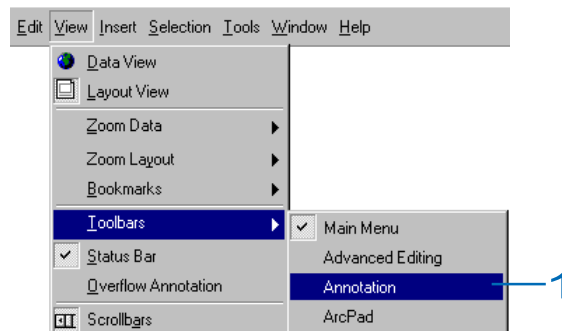 Edit View Insert Selection Tools Window Help
Data View
Layout View
Zoom Data
Zoom Layout
Bookmarks
Toolbars
Main Menu
Status Bar
Advanced Editing
Overflow Annotation
Annotation
1
Scrollbars
ArcPad